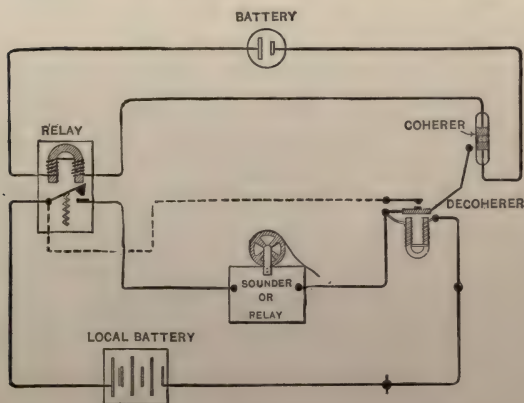 BATTERY
RELAY
COHERER
DECOHERER
SOUNDER
OR
RELAY
LOCAL BATTERY